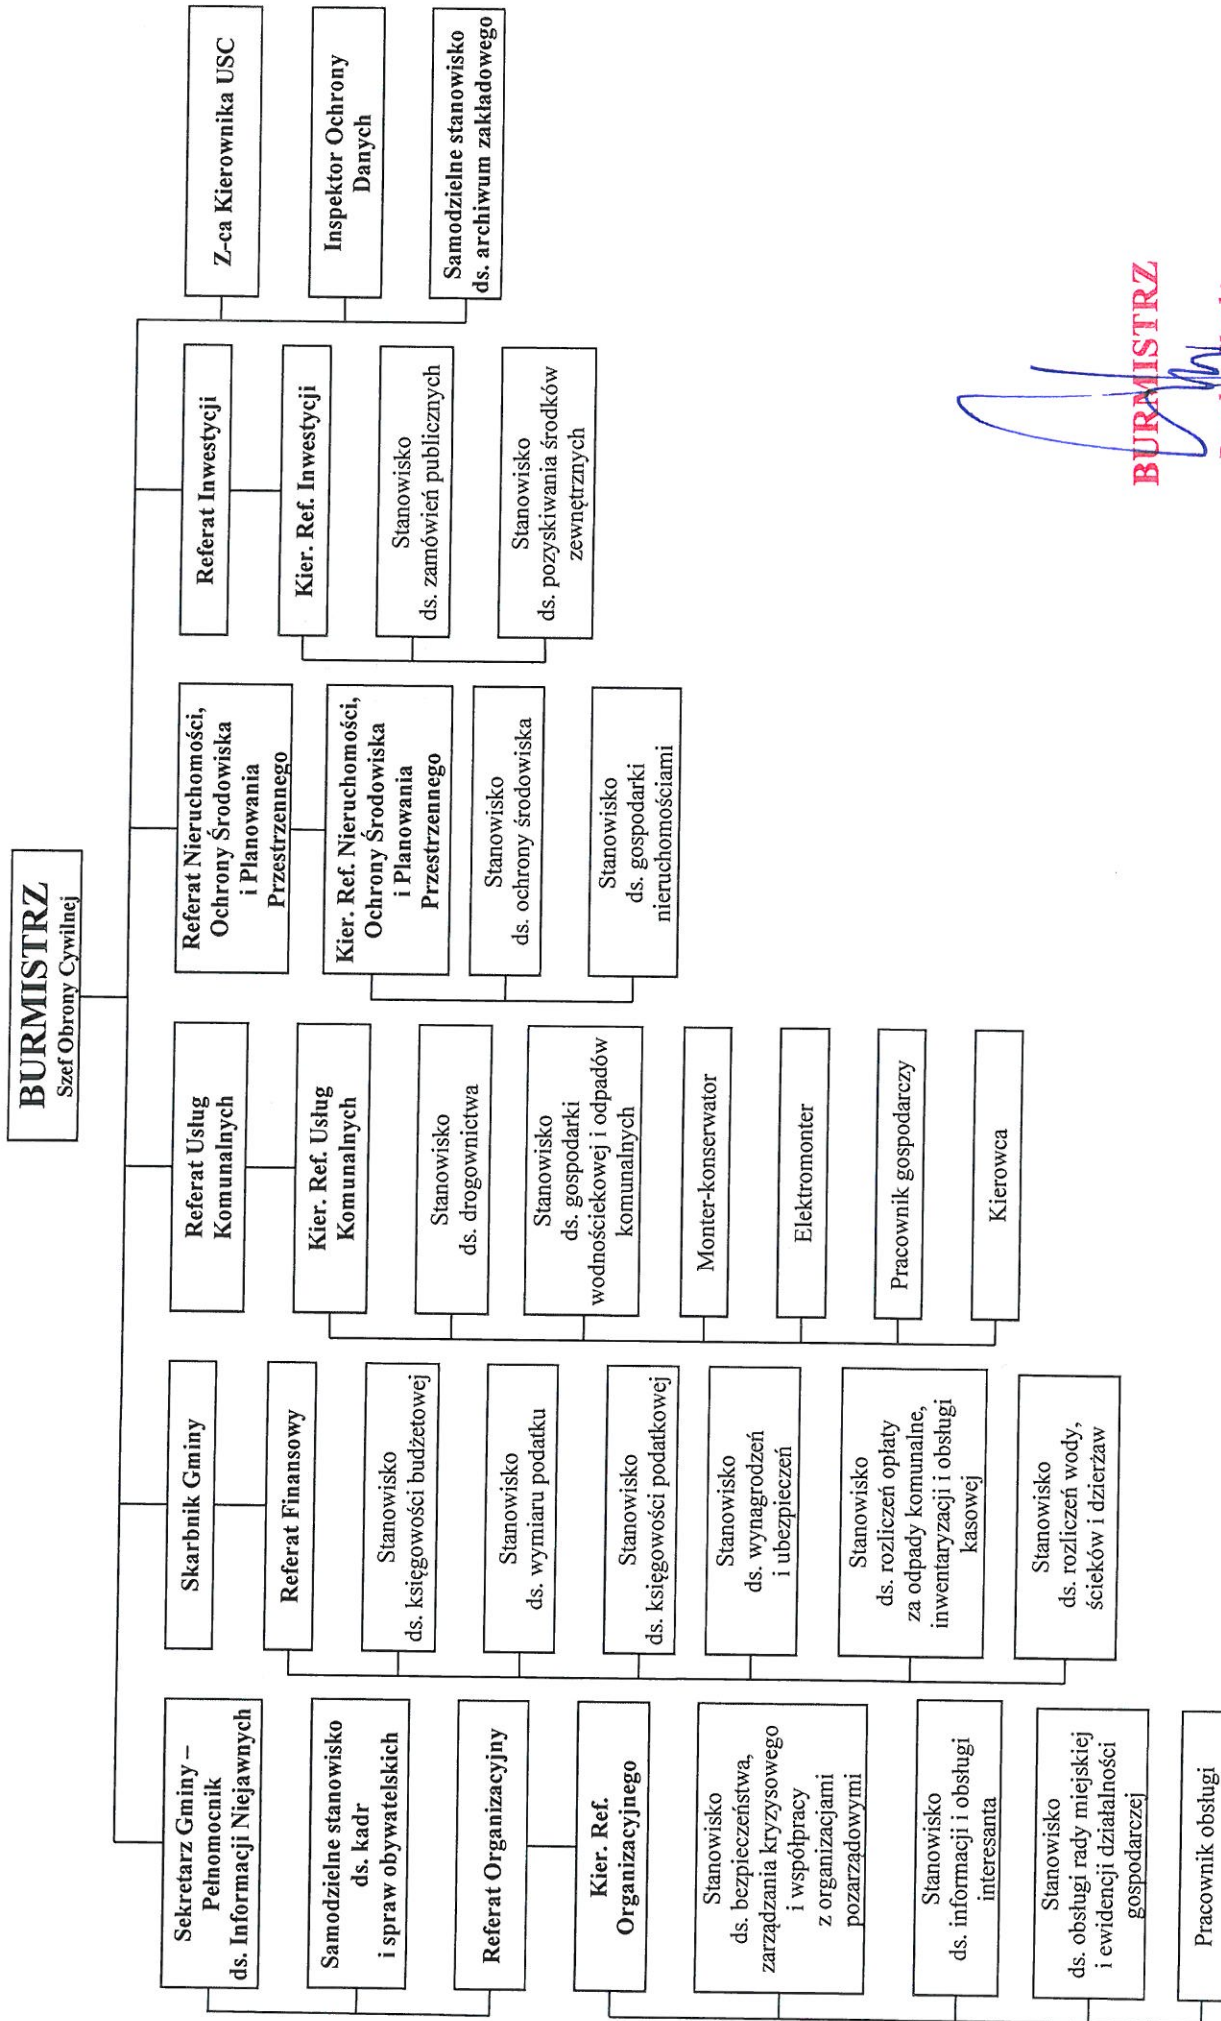 BURMISTRZ
Szef Obrony Cywilnej
Sekretarz Gminy –
Pełnomocnik
ds. Informacji Niejawnych
Samodzielne stanowisko
ds. kadr
i spraw obywatelskich
Referat Organizacyjny
Kier. Ref.
Organizacyjnego
Stanowisko
ds. bezpieczeństwa,
zarządzania kryzysowego
i współpracy
z organizacjami
pozarządowymi
Stanowisko
ds. informacji i obsługi
interesanta
Stanowisko
ds. obsługi rady miejskiej
i ewidencji działalności
gospodarczej
Pracownik obsługi
Skarbnik Gminy
Referat Finansowy
Stanowisko
ds. księgowości budżetowej
Stanowisko
ds. wymiaru podatku
Stanowisko
ds. księgowości podatkowej
Stanowisko
ds. wynagrodzeń
i ubezpieczeń
Stanowisko
ds. rozliczeń opłaty
za odpady komunalne,
inwentaryzacji i obsługi
kasowej
Stanowisko
ds. rozliczeń wody,
ścieków i dzierżaw
Referat Usług
Komunalnych
Kier. Ref. Usług
Komunalnych
Stanowisko
ds. drogownictwa
Stanowisko
ds. gospodarki
wodnościekowej i odpadów
komunalnych
Monter-konserwator
Elektromonter
Pracownik gospodarczy
Kierowca
Referat Nieruchomości,
Ochrony Środowiska
i Planowania
Przestrzennego
Kier. Ref. Nieruchomości,
Ochrony Środowiska
i Planowania
Przestrzennego
Stanowisko
ds. ochrony środowiska
Stanowisko
ds. gospodarki
nieruchomościami
Referat Inwestycji
Kier. Ref. Inwestycji
Stanowisko
ds. zamówień publicznych
Stanowisko
ds. pozyskiwania środków
zewnętrznych
Z-ca Kierownika USC
Inspektor Ochrony
Danych
Samodzielne stanowisko
ds. archiwum zakładowego
BURMISTRZ